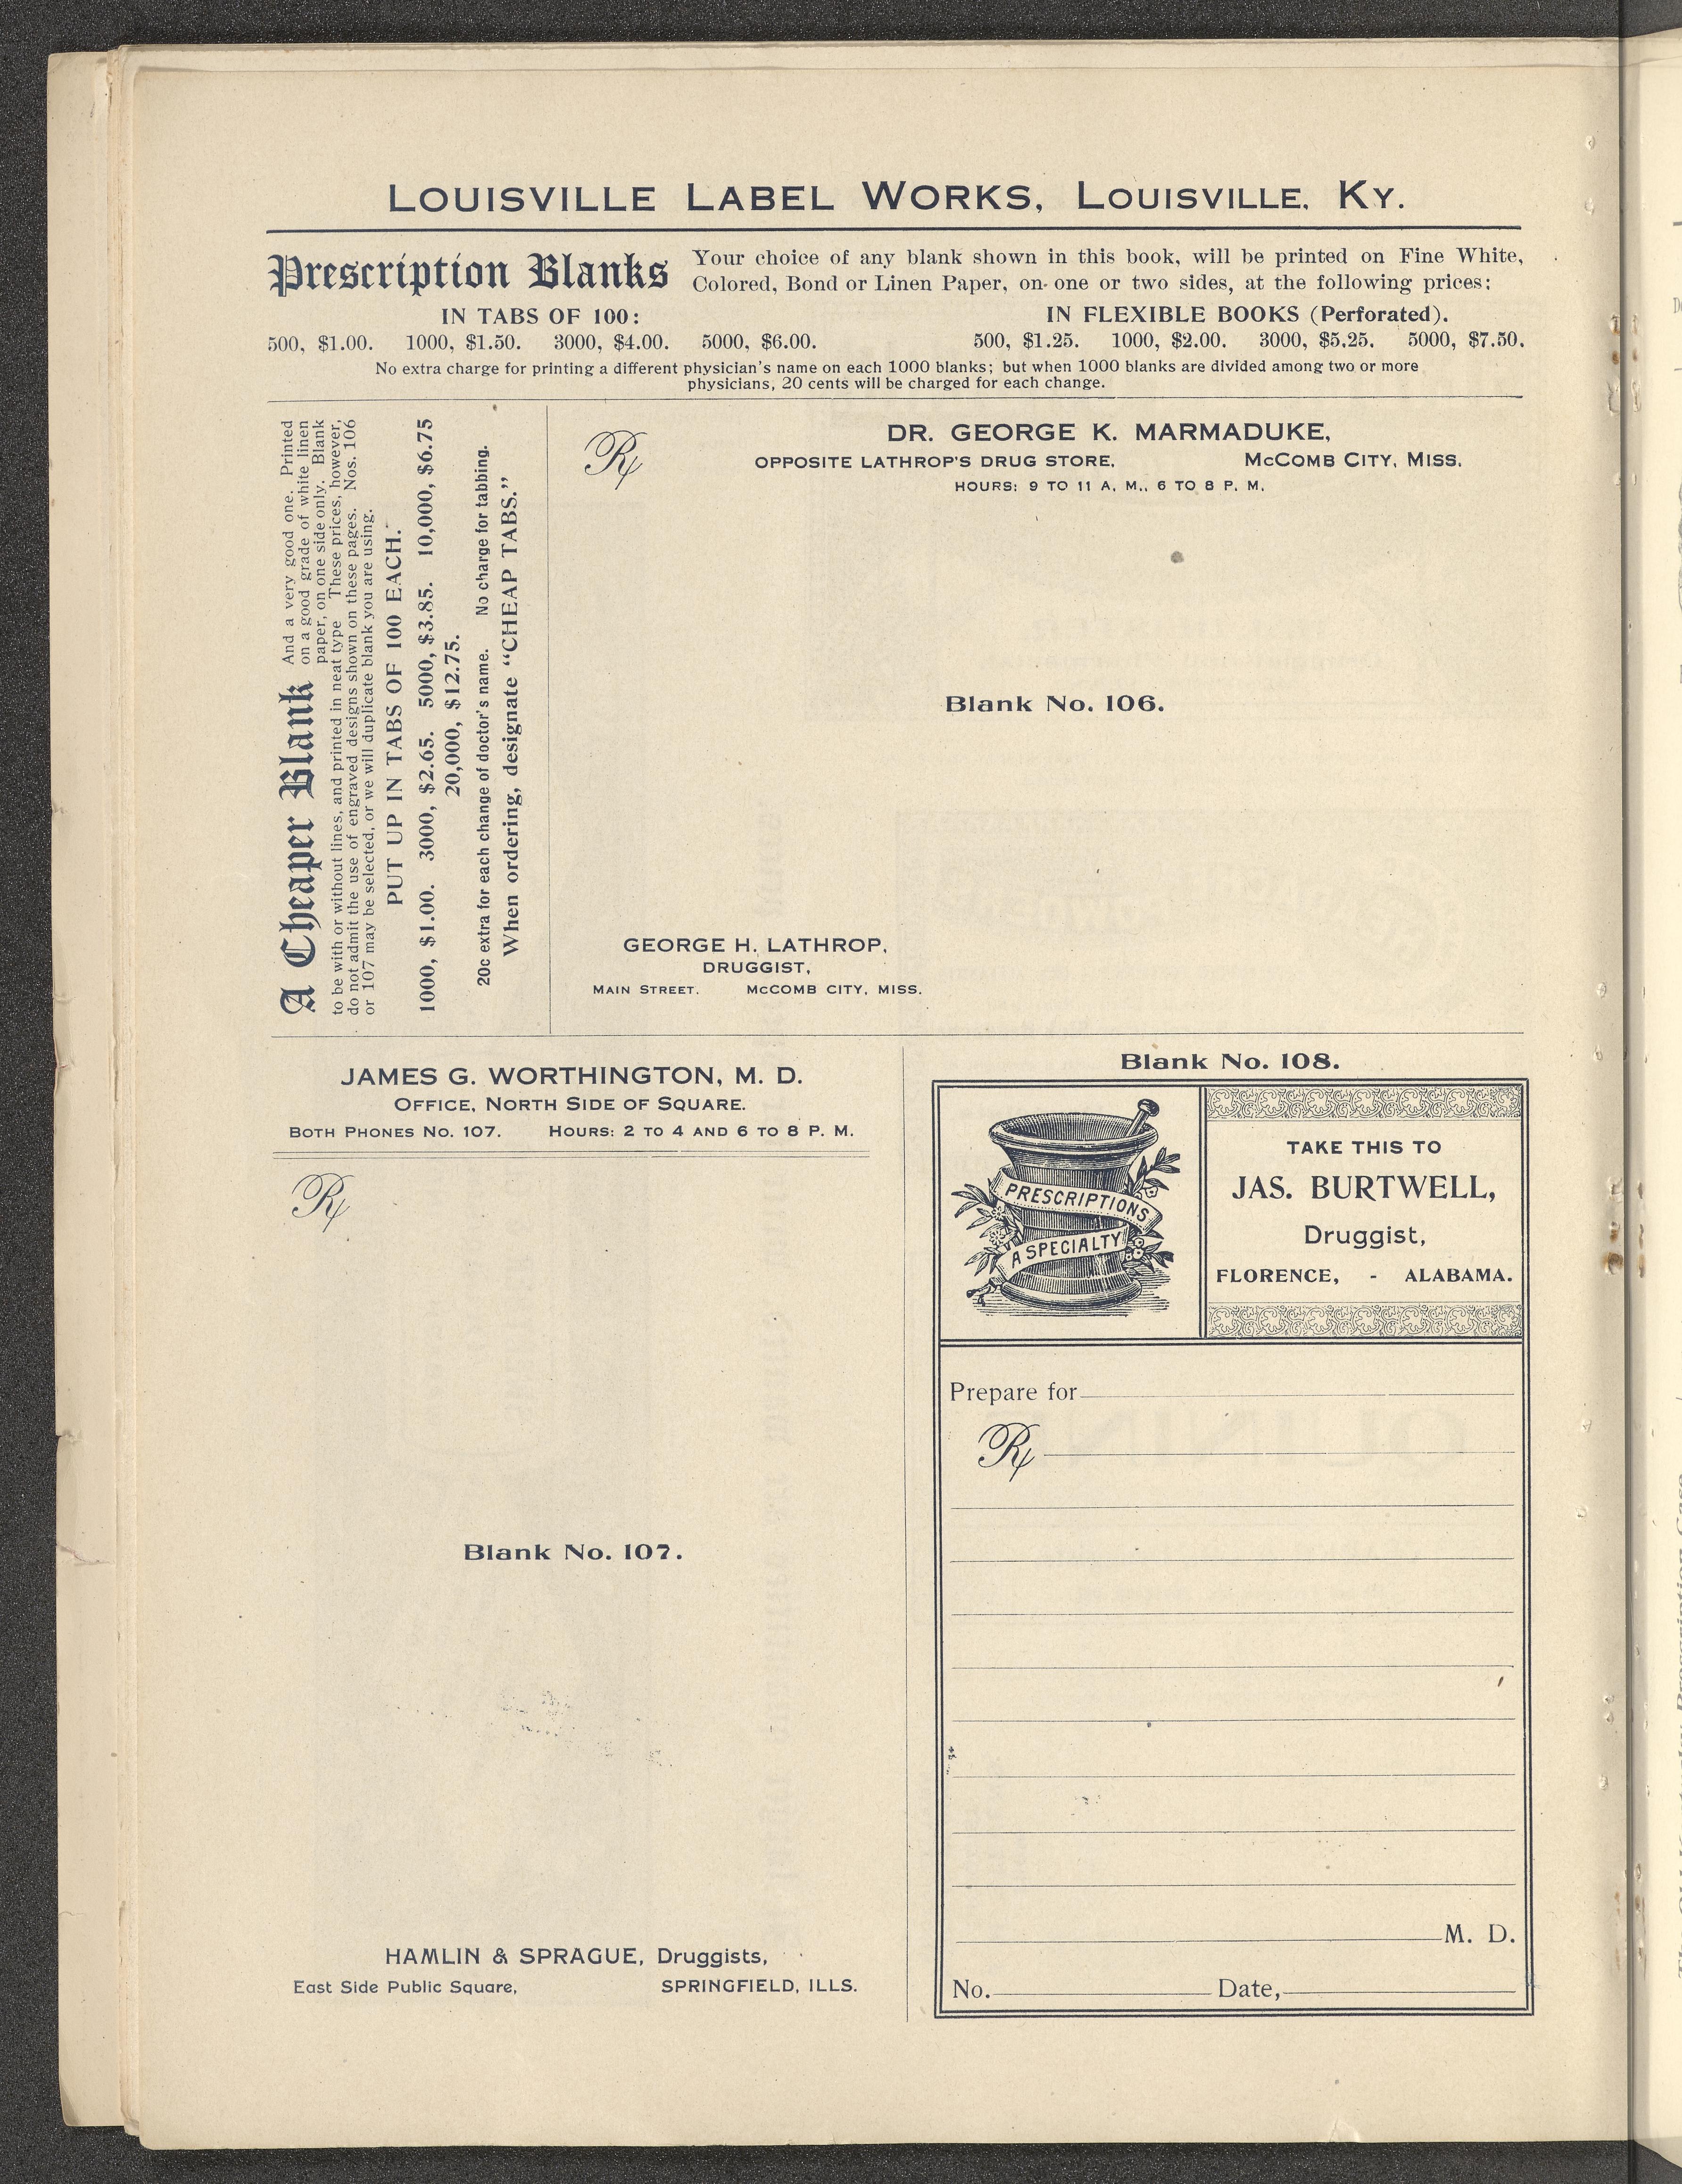 LOUISVILLE LABEL WORKS, LOUISVILLE, KY.
Prescription Blanks
Your choice of any blank shown in this book, will be printed on Fine White,
Colored, Bond or Linen Paper, on one or two sides, at the following prices:
IN TABS OF 100:
500, $1.00. 1000, $1.50. 3000, $4.00. 5000, $6.00.
IN FLEXIBLE BOOKS (Perforated).
500, $1.25. 1000, $2.00. 3000, $5.25. 5000, $7.50.
No extra charge for printing a different physician's name on each 1000 blanks; but when 1000 blanks are divided among two or more
physicians, 20 cents will be charged for each change.
A Cheaper Blank
And a very good one. Printed
on a good grade of white linen
paper, on one side only. Blank
to be with or without lines, and printed in neat type These prices, however,
do not admit the use of engraved designs shown on these pages. Nos. 106
or 107 may be selected, or we will duplicate blank you are using.
PUT UP IN TABS OF 100 EACH.
1000, $1.00. 3000, $2.65. 5000, $3.85. 10,000, $6.75
20,000, $12.75.
20c extra for each change of doctor's name. No charge for tabbing.
When ordering, designate “CHEAP TABS.”
℞
DR. GEORGE K. MARMADUKE,
OPPOSITE LATHROP'S DRUG STORE. McCOMB CITY, MISS.
HOURS: 9 TO 11 A. M., 6 TO 8 P. M.
Blank No. 106.
GEORGE H. LATHROP,
DRUGGIST,
MAIN STREET. McCOMB CITY, MISS.
JAMES G. WORTHINGTON, M. D.
OFFICE, NORTH SIDE OF SQUARE.
BOTH PHONES NO. 107. HOURS: 2 TO 4 AND 6 TO 8 P. M.
℞
Blank No. 107.
HAMLIN & SPRAGUE, Druggists,
East Side Public Square, SPRINGFIELD, ILLS.
Blank No. 108.
PRESCRIPTIONS
A SPECIALTY
TAKE THIS TO
JAS. BURTWELL,
Druggist,
FLORENCE, - ALABAMA.
Prepare for
℞
M. D.
No. Date,